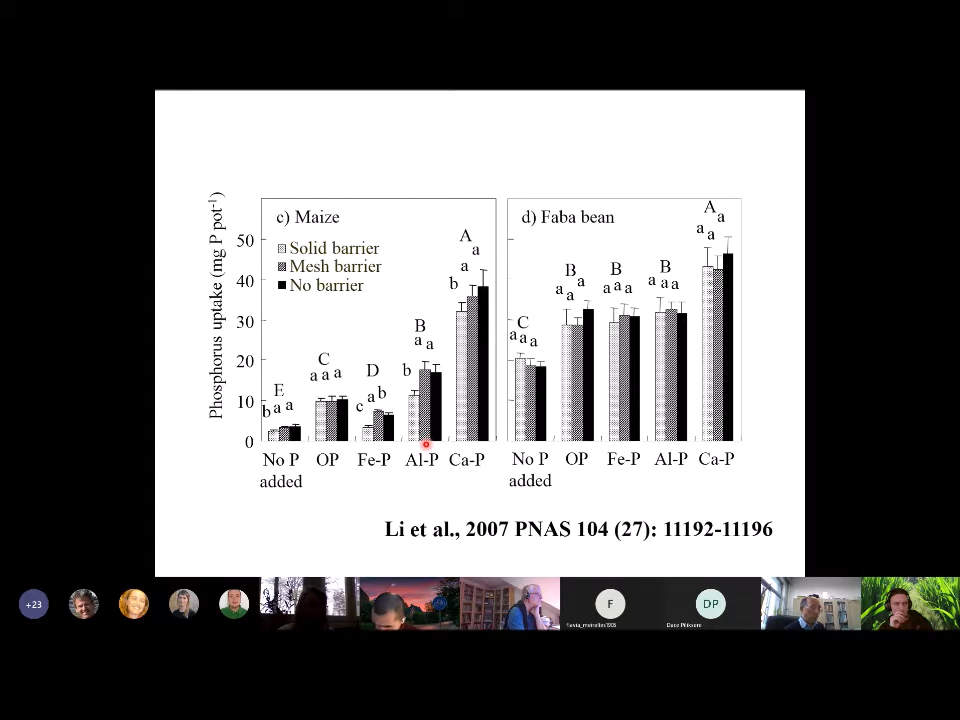 Phosphorus uptake (mg P pot⁻¹)
c) Maize
Solid barrier
Mesh barrier
No barrier
50
40
30
20
10
0
E
b a a
C
a a a
D
c a b
B
b a a
A
b a a
No P added
OP
Fe-P
Al-P
Ca-P
d) Faba bean
C
a a a
B
a a a
B
a a a
B
a a a
A
a a a
No P added
OP
Fe-P
Al-P
Ca-P
Li et al., 2007 PNAS 104 (27): 11192-11196
+23
F
DP